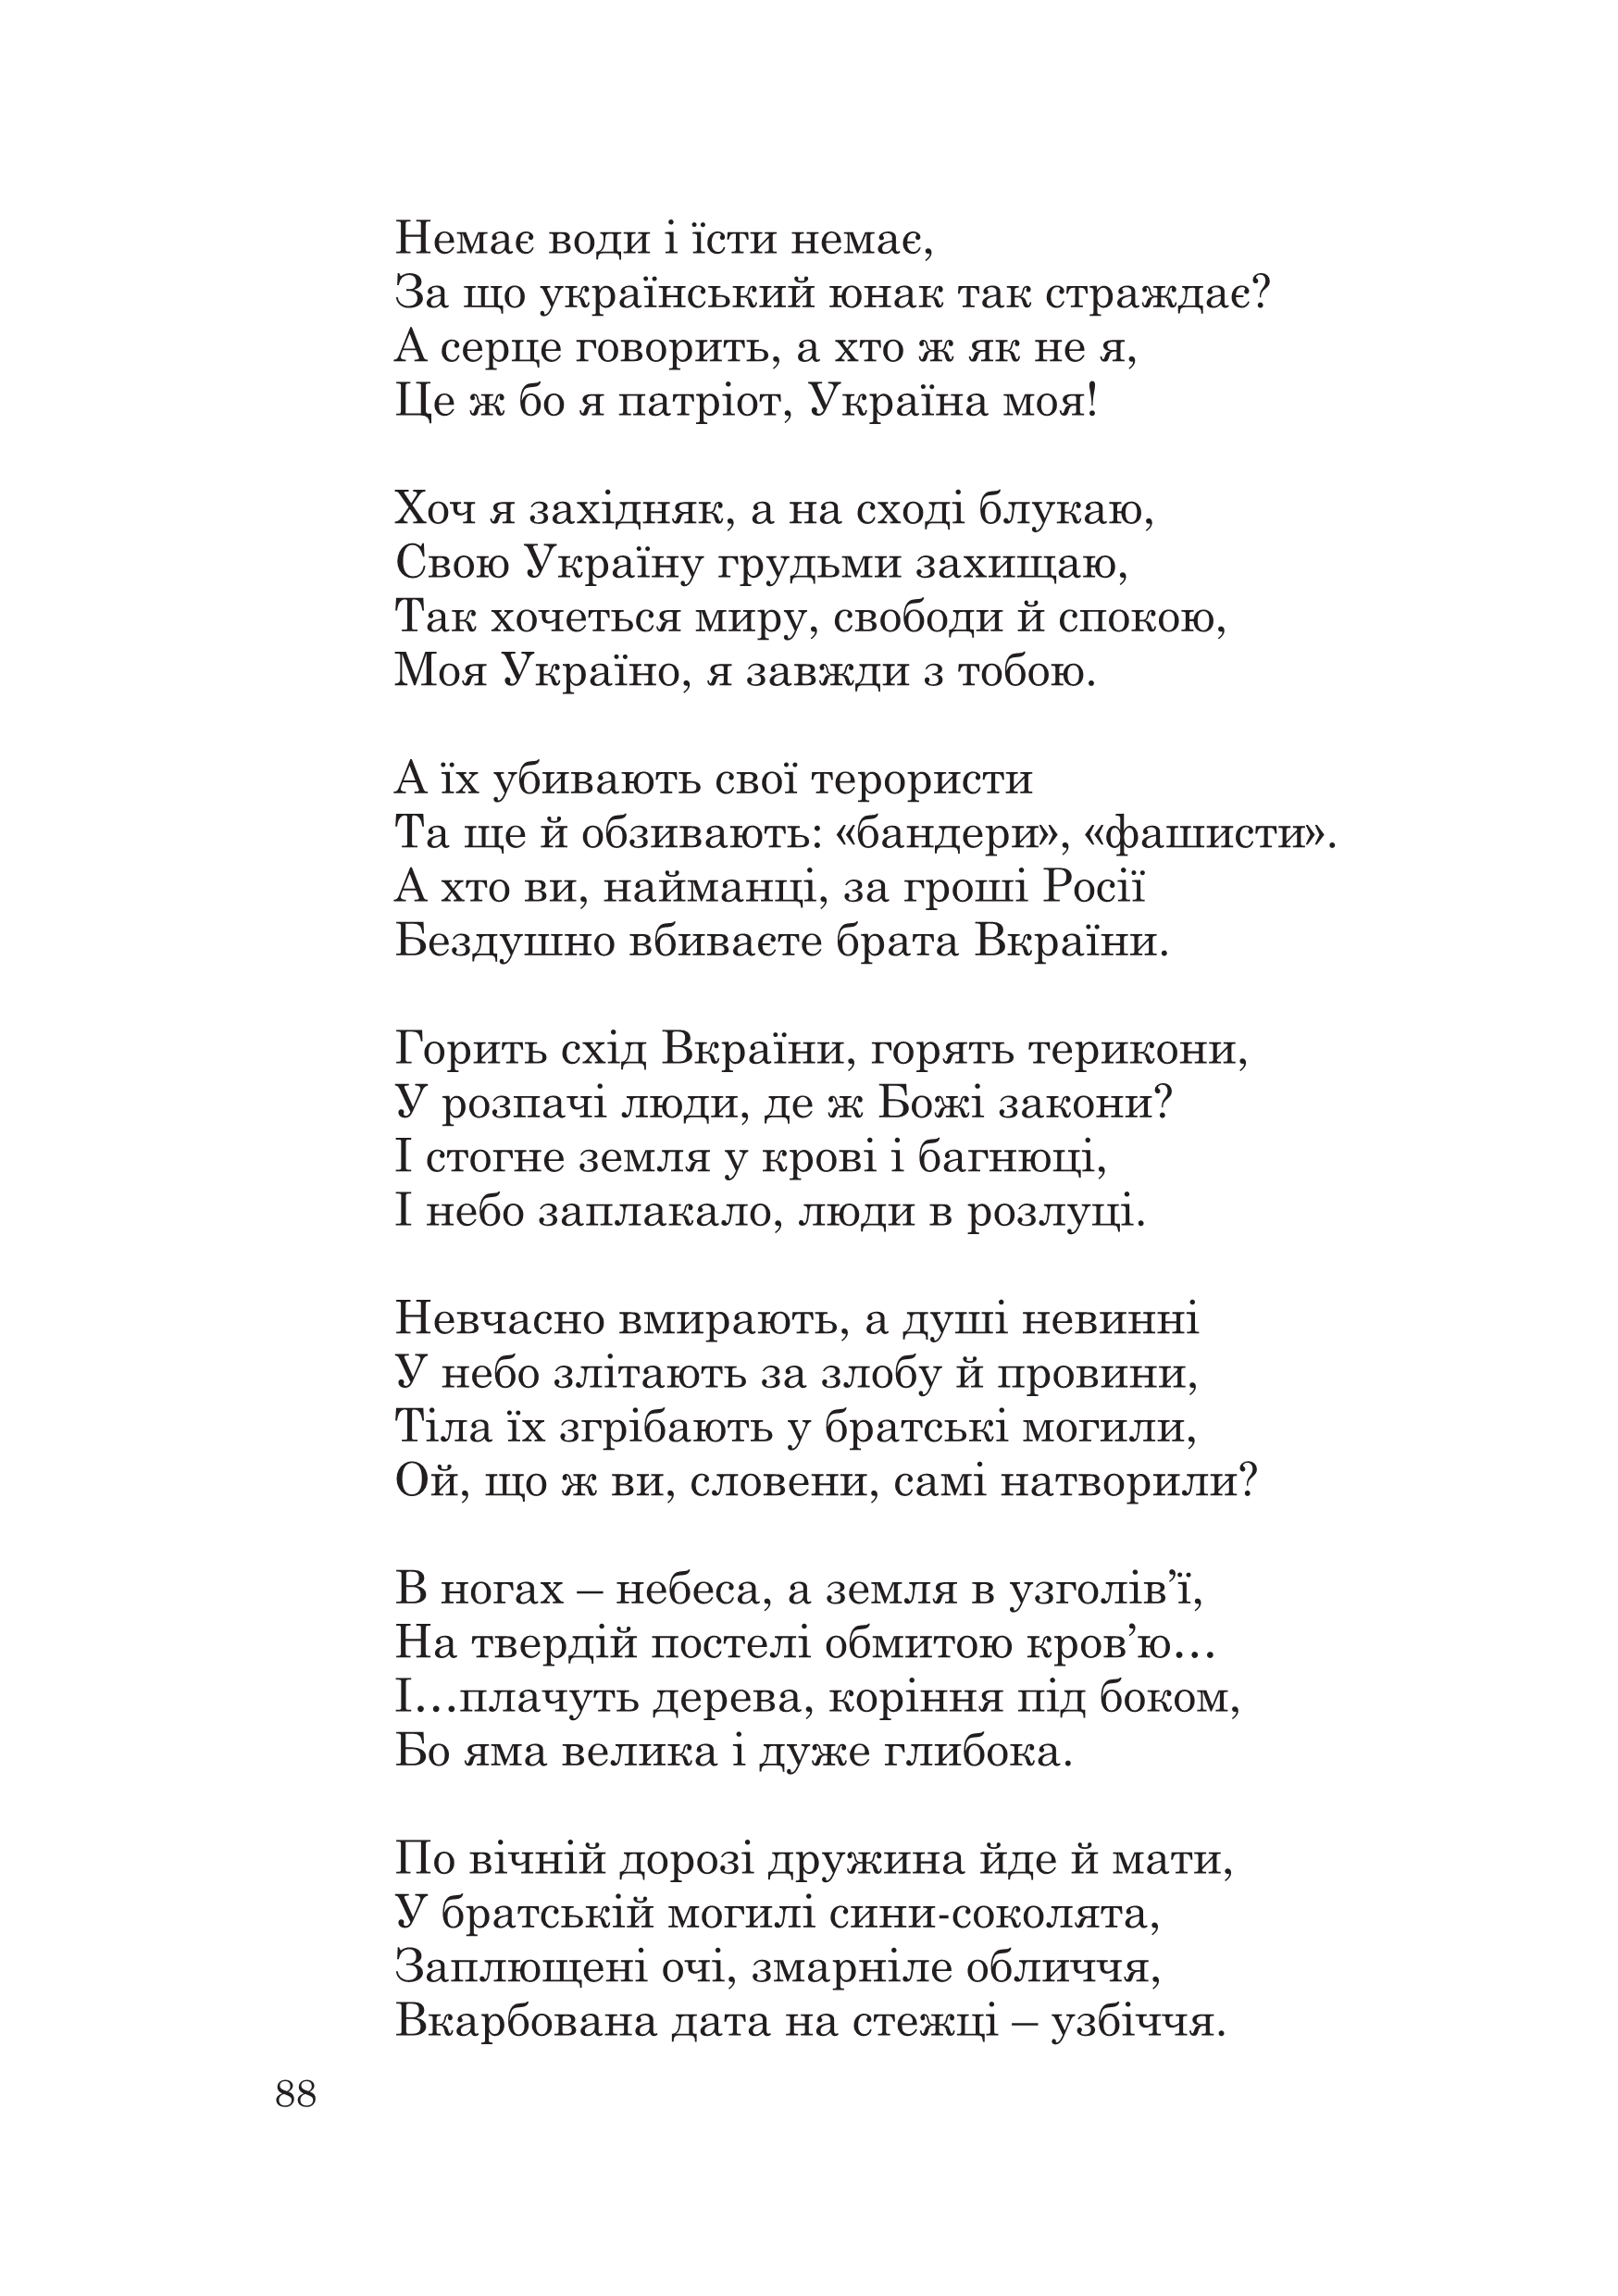 Немає води і їсти немає,
За що український юнак так страждає?
А серце говорить, а хто ж як не я,
Це ж бо я патріот, Україна моя!

Хоч я західняк, а на сході блукаю,
Свою Україну грудьми захищаю,
Так хочеться миру, свободи й спокою,
Моя Україно, я завжди з тобою.

А їх убивають свої терористи
Та ще й обзивають: «бандери», «фашисти».
А хто ви, найманці, за гроші Росії
Бездушно вбиваєте брата Вкраїни.

Горить схід Вкраїни, горять терикони,
У розпачі люди, де ж Божі закони?
І стогне земля у крові і багнюці,
І небо заплакало, люди в розлуці.

Невчасно вмирають, а душі невинні
У небо злітають за злобу й провини,
Тіла їх згрібають у братські могили,
Ой, що ж ви, словени, самі натворили?

В ногах – небеса, а земля в узголів’ї,
На твердій постелі обмитою кров’ю...
І...плачуть дерева, коріння під боком,
Бо яма велика і дуже глибока.

По вічній дорозі дружина йде й мати,
У братській могилі сини-соколята,
Заплющені очі, змарніле обличчя,
Вкарбована дата на стежці – узбіччя.
88